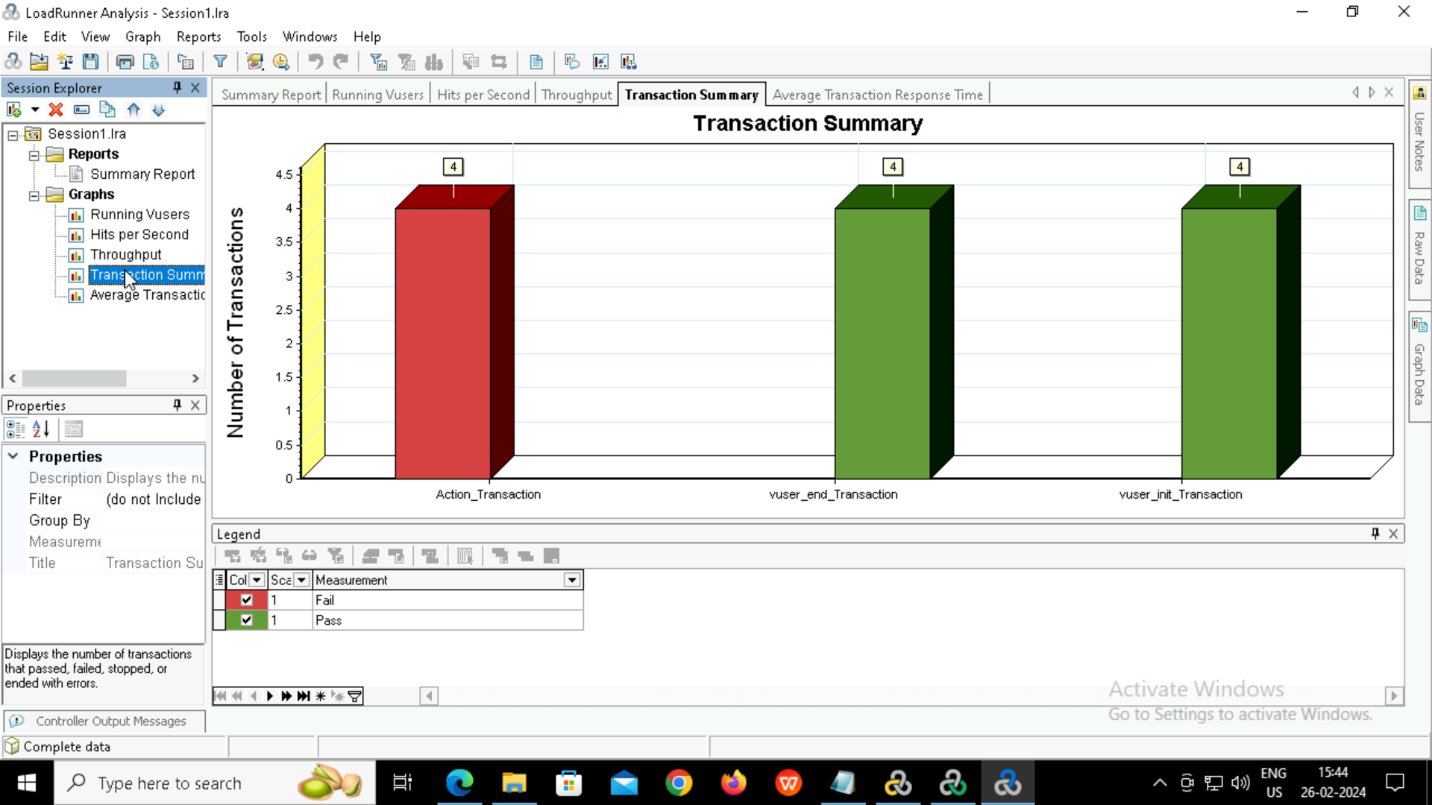 LoadRunner Analysis - Session1.lra
File Edit View Graph Reports Tools Windows Help
Session Explorer
Summary Report Running Vusers Hits per Second Throughput Transaction Summary Average Transaction Response Time
Session1.lra
Reports
Summary Report
Graphs
Running Vusers
Hits per Second
Throughput
Transaction Summ
Average Transactic
Transaction Summary
Number of Transactions
4 4 4
4.5
4
3.5
3
2.5
2
1.5
1
0.5
0
Action_Transaction vuser_end_Transaction vuser_init_Transaction
User Notes
Raw Data
Graph Data
Properties
Properties
Description Displays the nu
Filter (do not Include
Group By
Measureme
Title Transaction Su
Displays the number of transactions
that passed, failed, stopped, or
ended with errors.
Controller Output Messages
Legend
Col Sca Measurement
1 Fail
1 Pass
Activate Windows
Go to Settings to activate Windows.
Complete data
Type here to search
ENG
US
15:44
26-02-2024